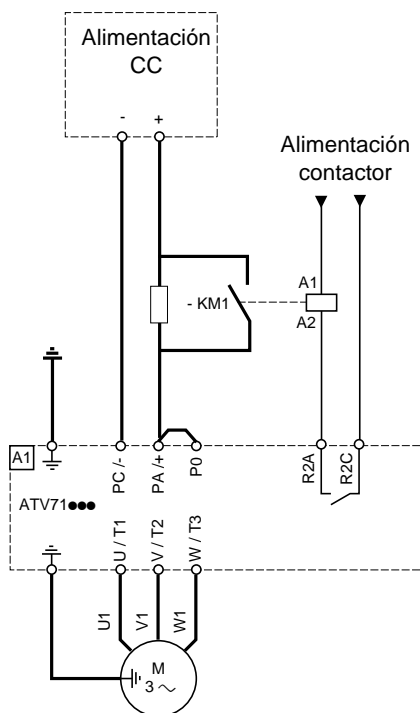 Alimentación
CC
- +
Alimentación
contactor
A1
- KM1
A2
A1
PC /-
PA /+
P0
R2A
R2C
ATV71●●●
U / T1
V / T2
W / T3
U1
V1
W1
M
3 ~